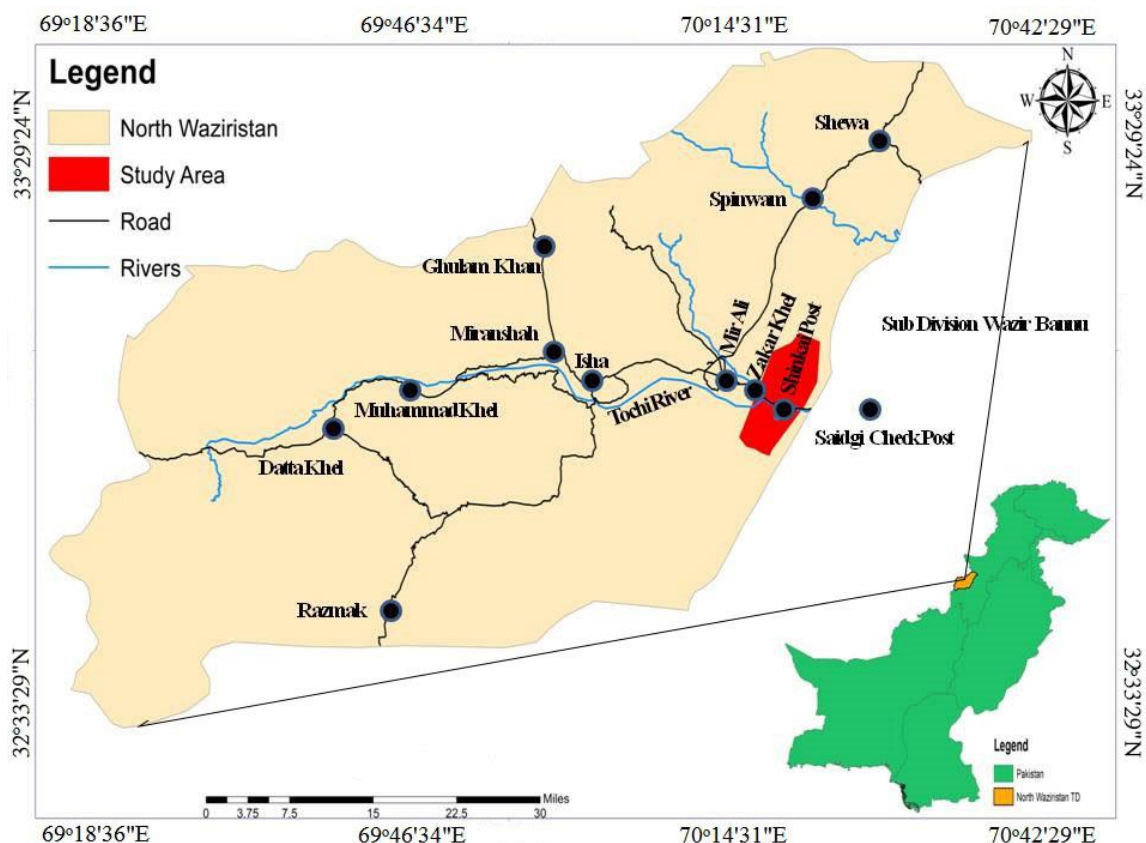 69°18'36"E 69°46'34"E 70°14'31"E 70°42'29"E
33°29'24"N
33°29'24"N
Legend
North Waziristan
Study Area
Road
Rivers
N
W E
S
Shewa
Spinwam
Ghulam Khan
Miranshah
Isha
Mir Ali
Zakar Khel
Shinkai Post
Sub Division Wazir Bannu
Muhammad Khel
Tochi River
Saidgi Check Post
Datta Khel
Razmak
32°33'29"N
32°33'29"N
Legend
Pakistan
North Waziristan TD
Miles
0 3.75 7.5 15 22.5 30
69°18'36"E 69°46'34"E 70°14'31"E 70°42'29"E